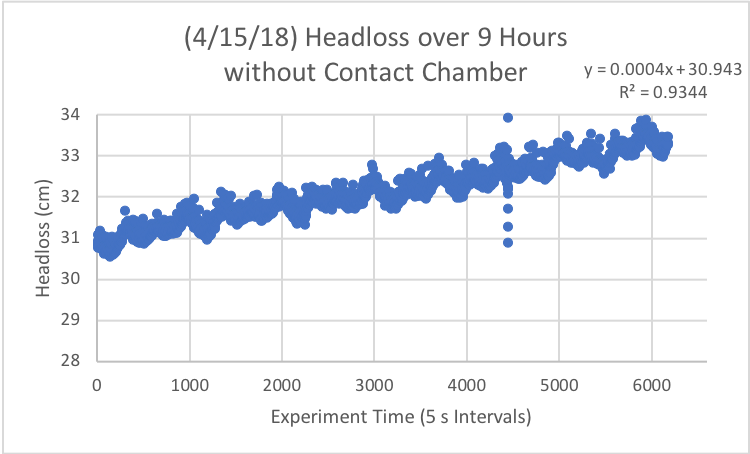 (4/15/18) Headloss over 9 Hours
without Contact Chamber
y = 0.0004x + 30.943
R² = 0.9344
34
33
32
31
30
29
28
Headloss (cm)
0 1000 2000 3000 4000 5000 6000
Experiment Time (5 s Intervals)